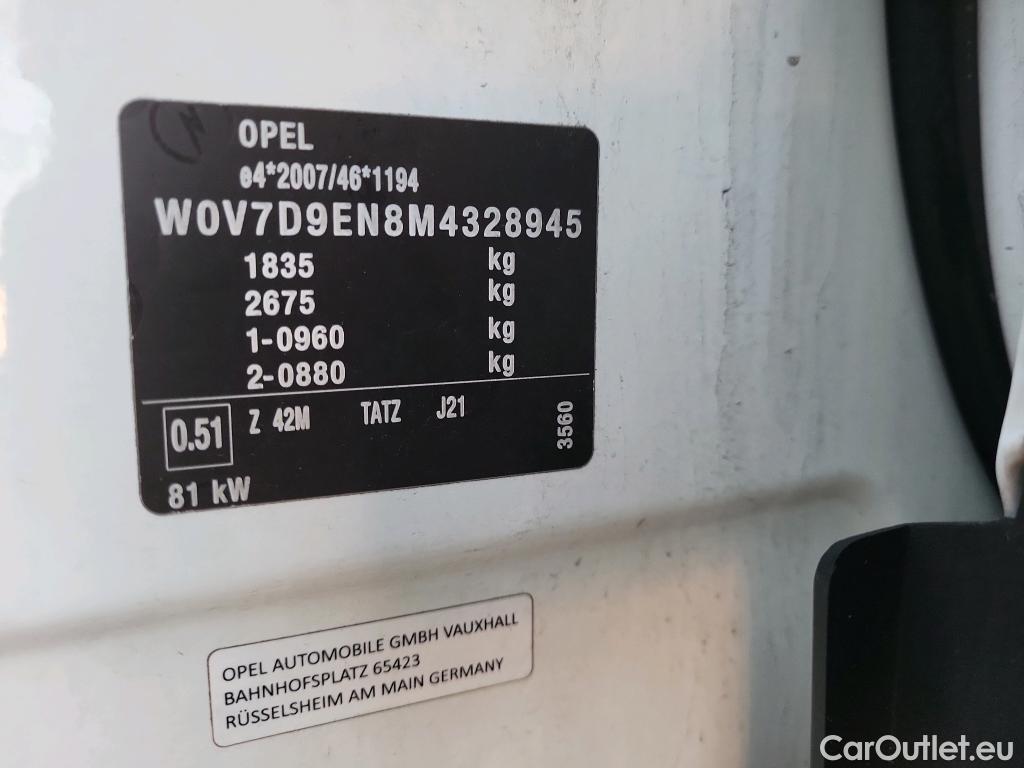 OPEL
e4*2007/46*1194
W0V7D9EN8M4328945
1835 kg
2675 kg
1-0960 kg
2-0880 kg
0.51 Z 42M TATZ J21 3560
81 kW
OPEL AUTOMOBILE GMBH VAUXHALL
BAHNHOFSPLATZ 65423
RÜSSELSHEIM AM MAIN GERMANY
CarOutlet.eu